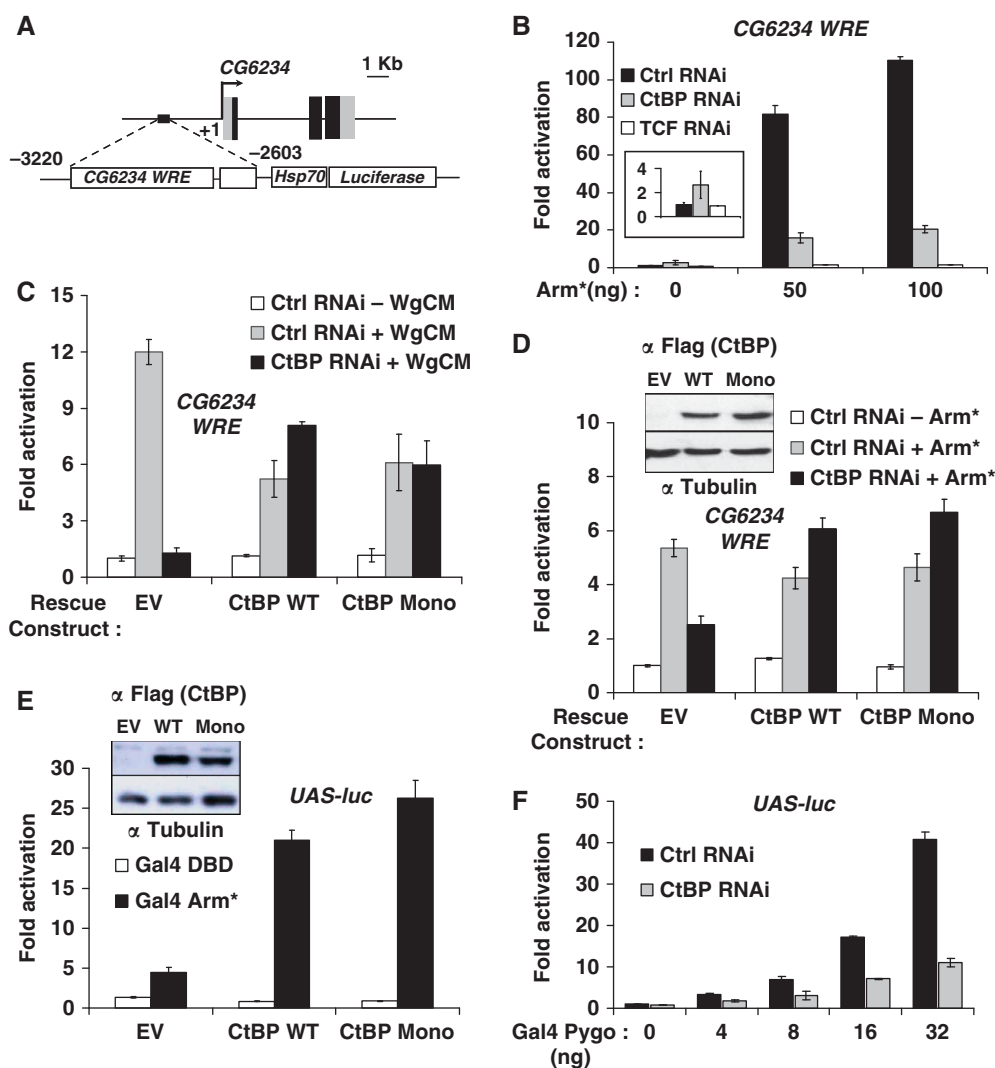 A
CG6234
1 Kb
+1
–3220
–2603
CG6234 WRE
Hsp70
Luciferase
B
CG6234 WRE
Fold activation
120
100
80
60
40
20
0
Ctrl RNAi
CtBP RNAi
TCF RNAi
4
2
0
Arm*(ng) : 0 50 100
C
Fold activation
15
12
9
6
3
0
Ctrl RNAi – WgCM
Ctrl RNAi + WgCM
CtBP RNAi + WgCM
CG6234
WRE
Rescue EV CtBP WT CtBP Mono
Construct :
D
α Flag (CtBP)
EV WT Mono
α Tubulin
Fold activation
10
8
6
4
2
0
Ctrl RNAi – Arm*
Ctrl RNAi + Arm*
CtBP RNAi + Arm*
CG6234
WRE
Rescue EV CtBP WT CtBP Mono
Construct :
E
α Flag (CtBP)
EV WT Mono
α Tubulin
Fold activation
30
25
20
15
10
5
0
UAS-luc
Gal4 DBD
Gal4 Arm*
EV CtBP WT CtBP Mono
F
UAS-luc
Fold activation
50
40
30
20
10
0
Ctrl RNAi
CtBP RNAi
Gal4 Pygo : 0 4 8 16 32
(ng)